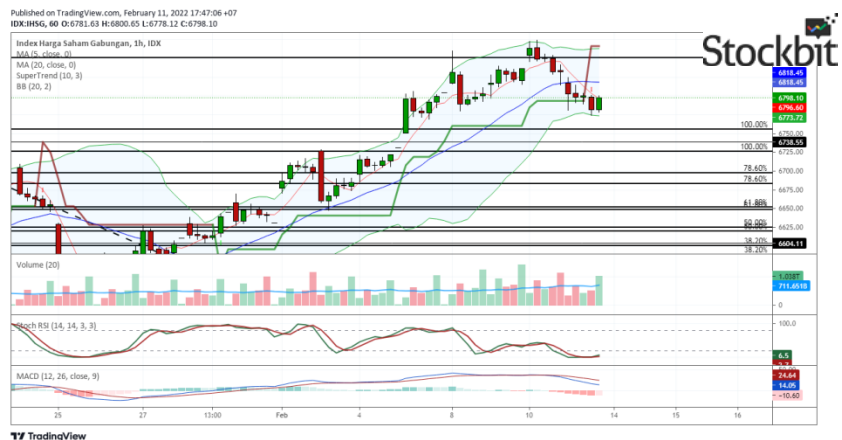 Published on TradingView.com, February 11, 2022 17:47:06 +07
IDX:IHSG, 60 O:6781.63 H:6800.65 L:6778.12 C:6798.10
Index Harga Saham Gabungan, 1h, IDX
MA (5, close, 0)
MA (20, close, 0)
SuperTrend (10, 3)
BB (20, 2)
Stockbit
6818.45
6818.45
6798.10
6796.60
6773.72
100.00%
6750.00
6738.55
100.00%
6725.00
78.60%
6700.00
78.60%
6675.00
61.80%
6650.00
50.00%
6625.00
38.20%
6604.11
38.20%
Volume (20)
1.038T
711.651B
0
Stoch RSI (14, 14, 3, 3)
100.0
6.5
MACD (12, 26, close, 9)
24.64
14.05
−10.60
25
27
13:00
Feb
4
8
10
14
15
16
TradingView